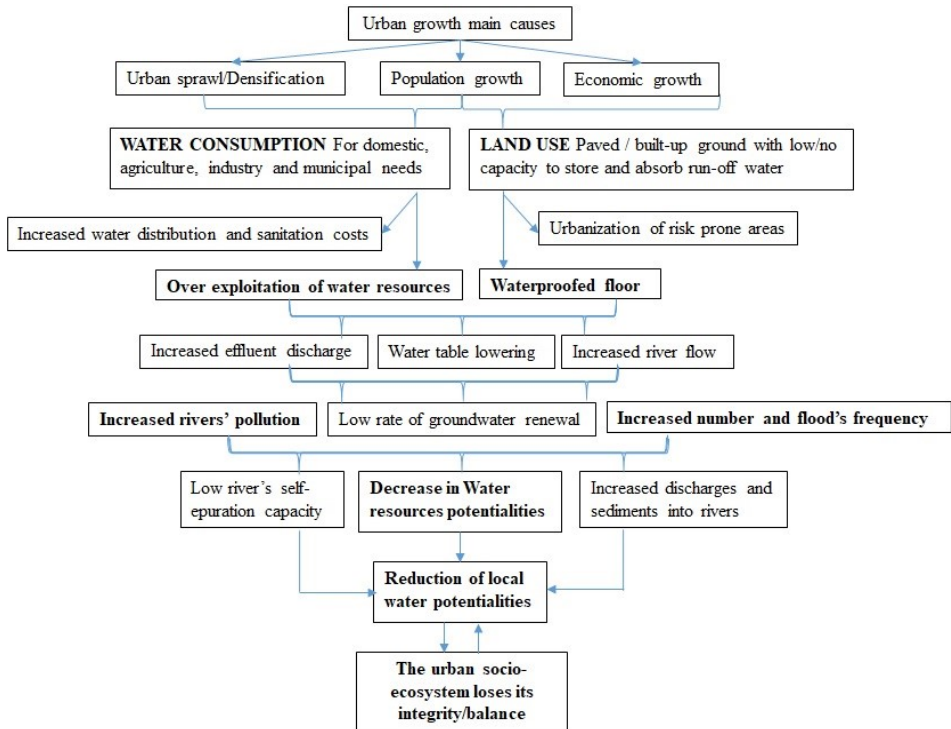 Urban growth main causes
Urban sprawl/Densification
Population growth
Economic growth
WATER CONSUMPTION For domestic,
agriculture, industry and municipal needs
LAND USE Paved / built-up ground with low/no
capacity to store and absorb run-off water
Increased water distribution and sanitation costs
Urbanization of risk prone areas
Over exploitation of water resources
Waterproofed floor
Increased effluent discharge
Water table lowering
Increased river flow
Increased rivers' pollution
Low rate of groundwater renewal
Increased number and flood's frequency
Low river's self-
epuration capacity
Decrease in Water
resources potentialities
Increased discharges and
sediments into rivers
Reduction of local
water potentialities
The urban socio-
ecosystem loses its
integrity/balance